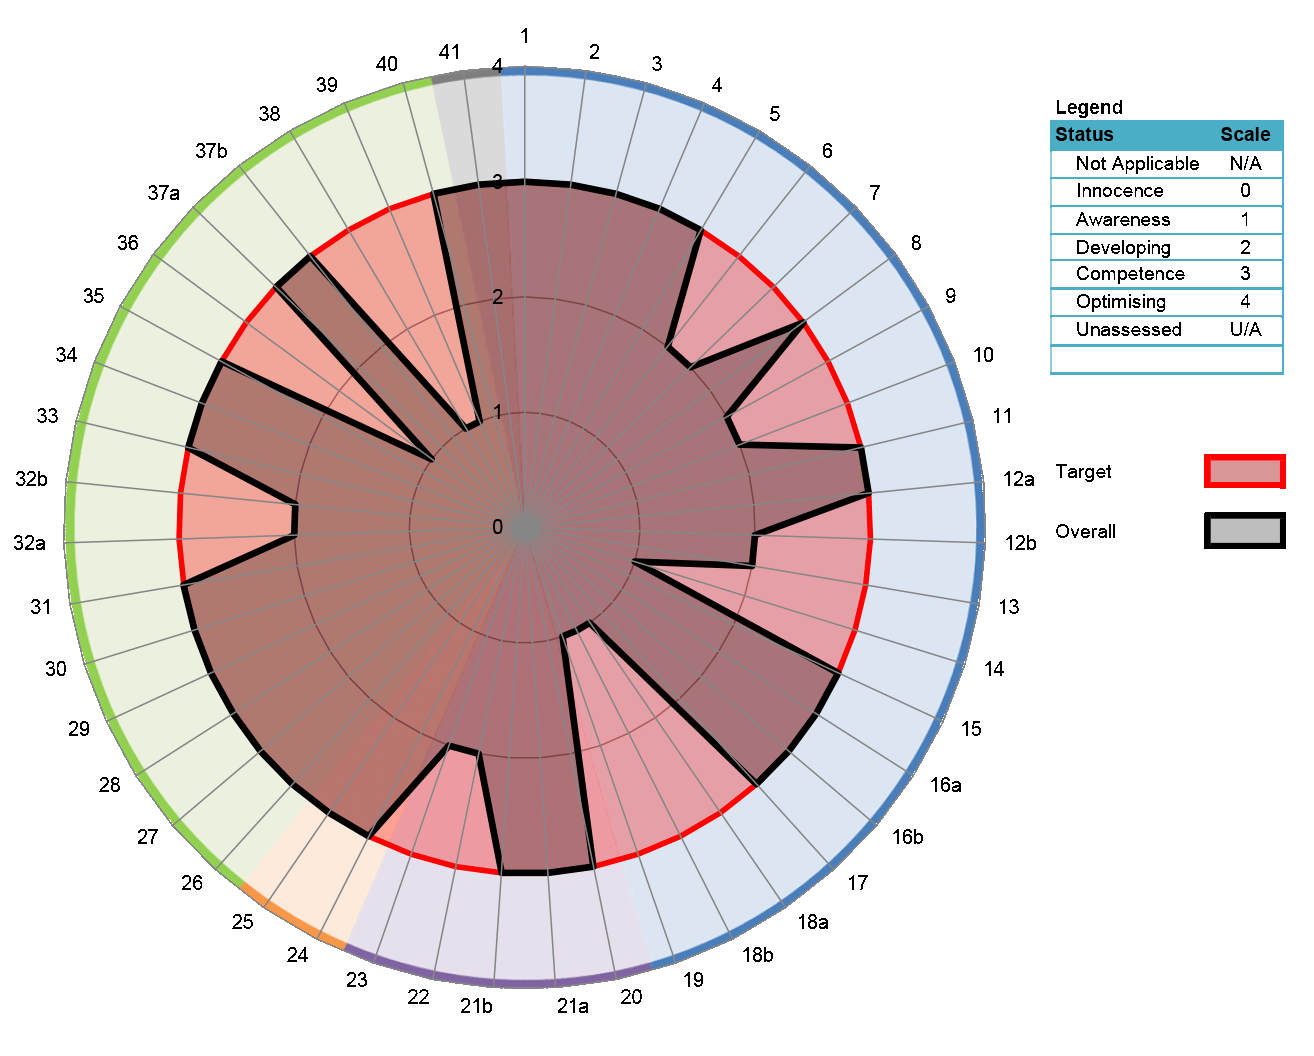 1
2
3
4
5
6
7
8
9
10
11
12a
12b
13
14
15
16a
16b
17
18a
18b
19
20
21a
21b
22
23
24
25
26
27
28
29
30
31
32a
32b
33
34
35
36
37a
37b
38
39
40
41
4
3
2
1
0
Legend
Status Scale
Not Applicable N/A
Innocence 0
Awareness 1
Developing 2
Competence 3
Optimising 4
Unassessed U/A
Target
Overall